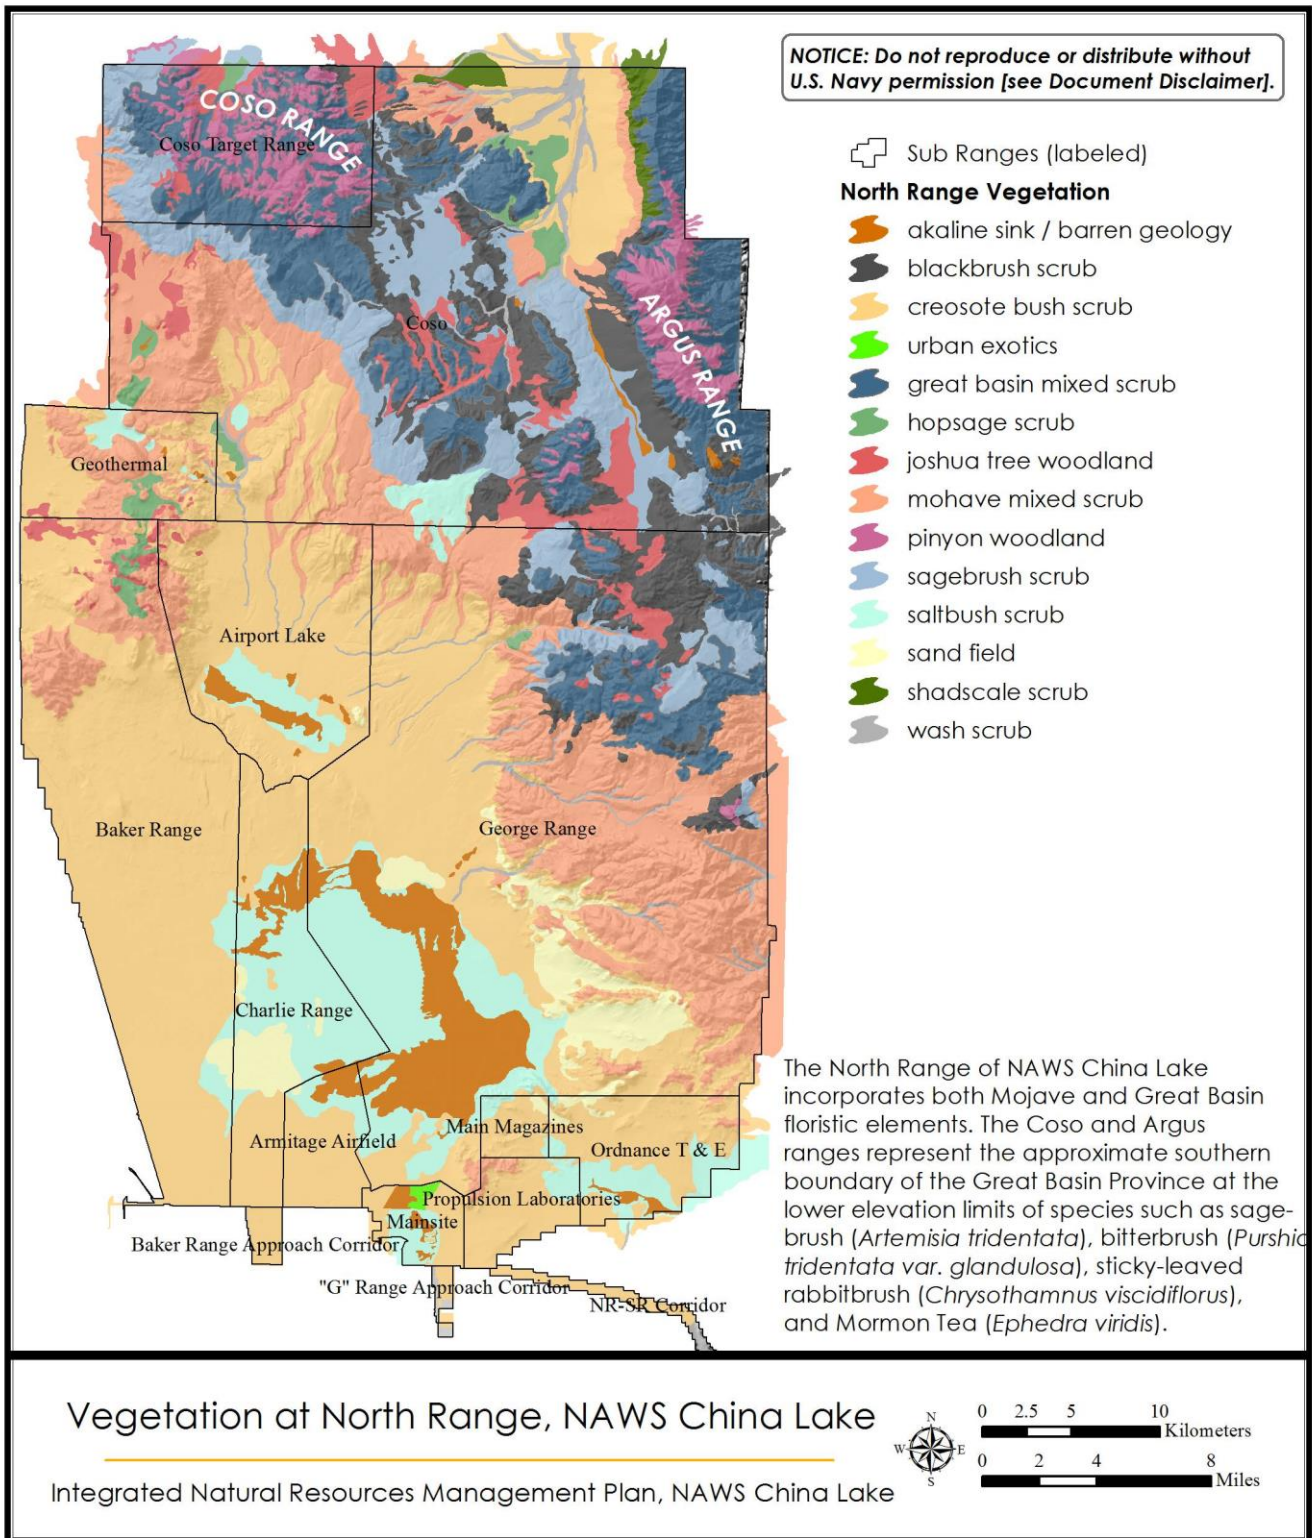 NOTICE: Do not reproduce or distribute without
U.S. Navy permission [see Document Disclaimer].
COSO RANGE
Coso Target Range
Sub Ranges (labeled)
North Range Vegetation
akaline sink / barren geology
blackbrush scrub
creosote bush scrub
urban exotics
great basin mixed scrub
hopsage scrub
joshua tree woodland
mohave mixed scrub
pinyon woodland
sagebrush scrub
saltbush scrub
sand field
shadscale scrub
wash scrub
ARGUS RANGE
Coso
Geothermal
Airport Lake
Baker Range
George Range
Charlie Range
Armitage Airfield
Main Magazines
Ordnance T & E
Propulsion Laboratories
Mainsite
Baker Range Approach Corridor
"G" Range Approach Corridor
NR-SR Corridor
The North Range of NAWS China Lake
incorporates both Mojave and Great Basin
floristic elements. The Coso and Argus
ranges represent the approximate southern
boundary of the Great Basin Province at the
lower elevation limits of species such as sage-
brush (Artemisia tridentata), bitterbrush (Purshia
tridentata var. glandulosa), sticky-leaved
rabbitbrush (Chrysothamnus viscidiflorus),
and Mormon Tea (Ephedra viridis).
Vegetation at North Range, NAWS China Lake
Integrated Natural Resources Management Plan, NAWS China Lake
N
W E
S
0 2.5 5 10
Kilometers
0 2 4 8
Miles